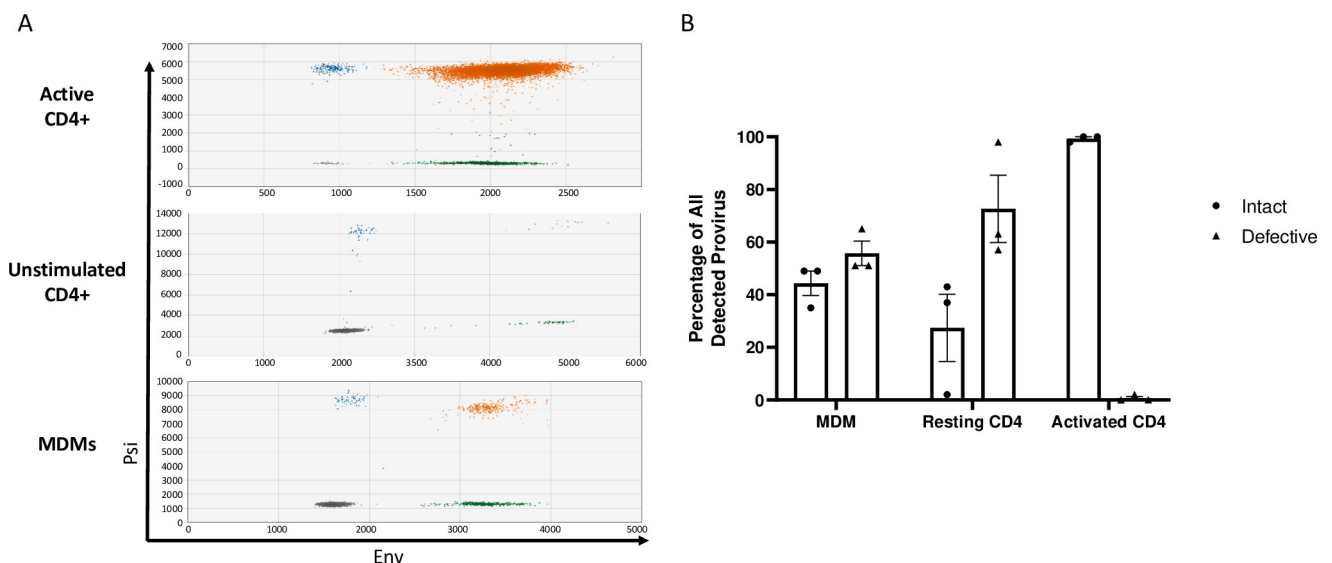 A
B
Active
CD4+
7000
6000
5000
4000
3000
2000
1000
0
-1000
0 500 1000 1500 2000 2500
Unstimulated
CD4+
14000
12000
10000
8000
6000
4000
2000
0
0 1000 2000 3500 4000 5000 6000
MDMs
10000
9000
8000
7000
6000
5000
4000
3000
2000
1000
0
0 1000 2000 3000 4000 5000
Psi
Env
Percentage of All
Detected Provirus
100
80
60
40
20
0
MDM Resting CD4 Activated CD4
Intact
Defective